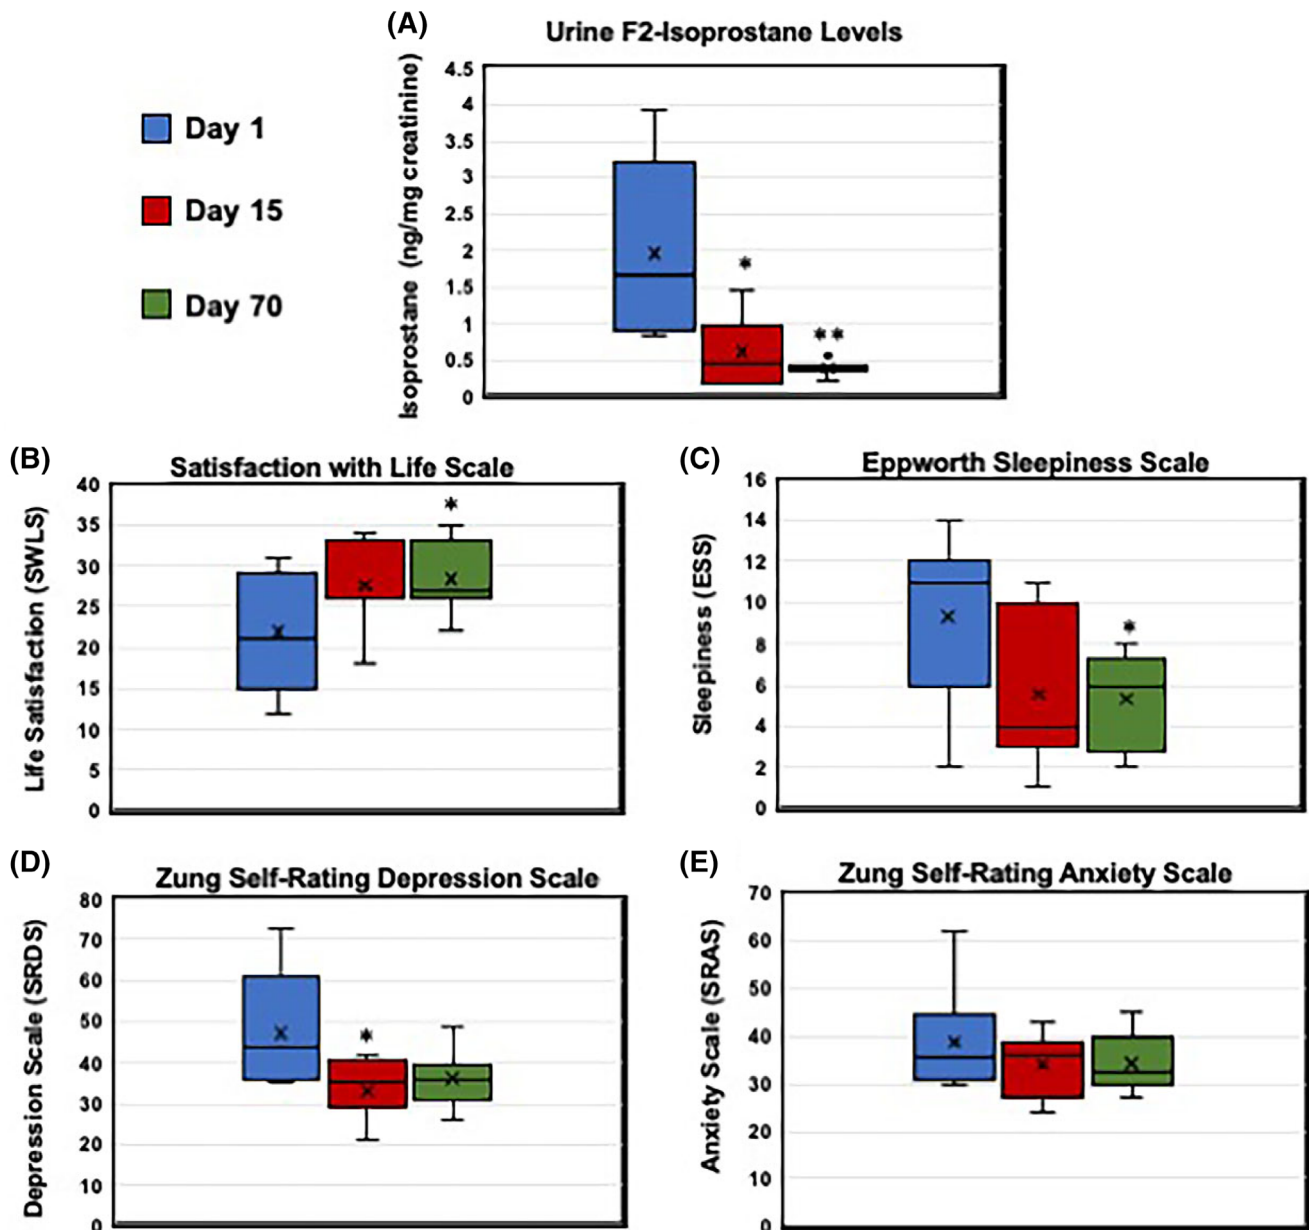 (A)
Urine F2-Isoprostane Levels
Isoprostane (ng/mg creatinine)
4.5
4
3.5
3
2.5
2
1.5
1
0.5
0
*
**
Day 1
Day 15
Day 70
(B)
Satisfaction with Life Scale
Life Satisfaction (SWLS)
40
35
30
25
20
15
10
5
0
*
(C)
Eppworth Sleepiness Scale
Sleepiness (ESS)
16
14
12
10
8
6
4
2
0
*
(D)
Zung Self-Rating Depression Scale
Depression Scale (SRDS)
80
70
60
50
40
30
20
10
0
*
(E)
Zung Self-Rating Anxiety Scale
Anxiety Scale (SRAS)
70
60
50
40
30
20
10
0